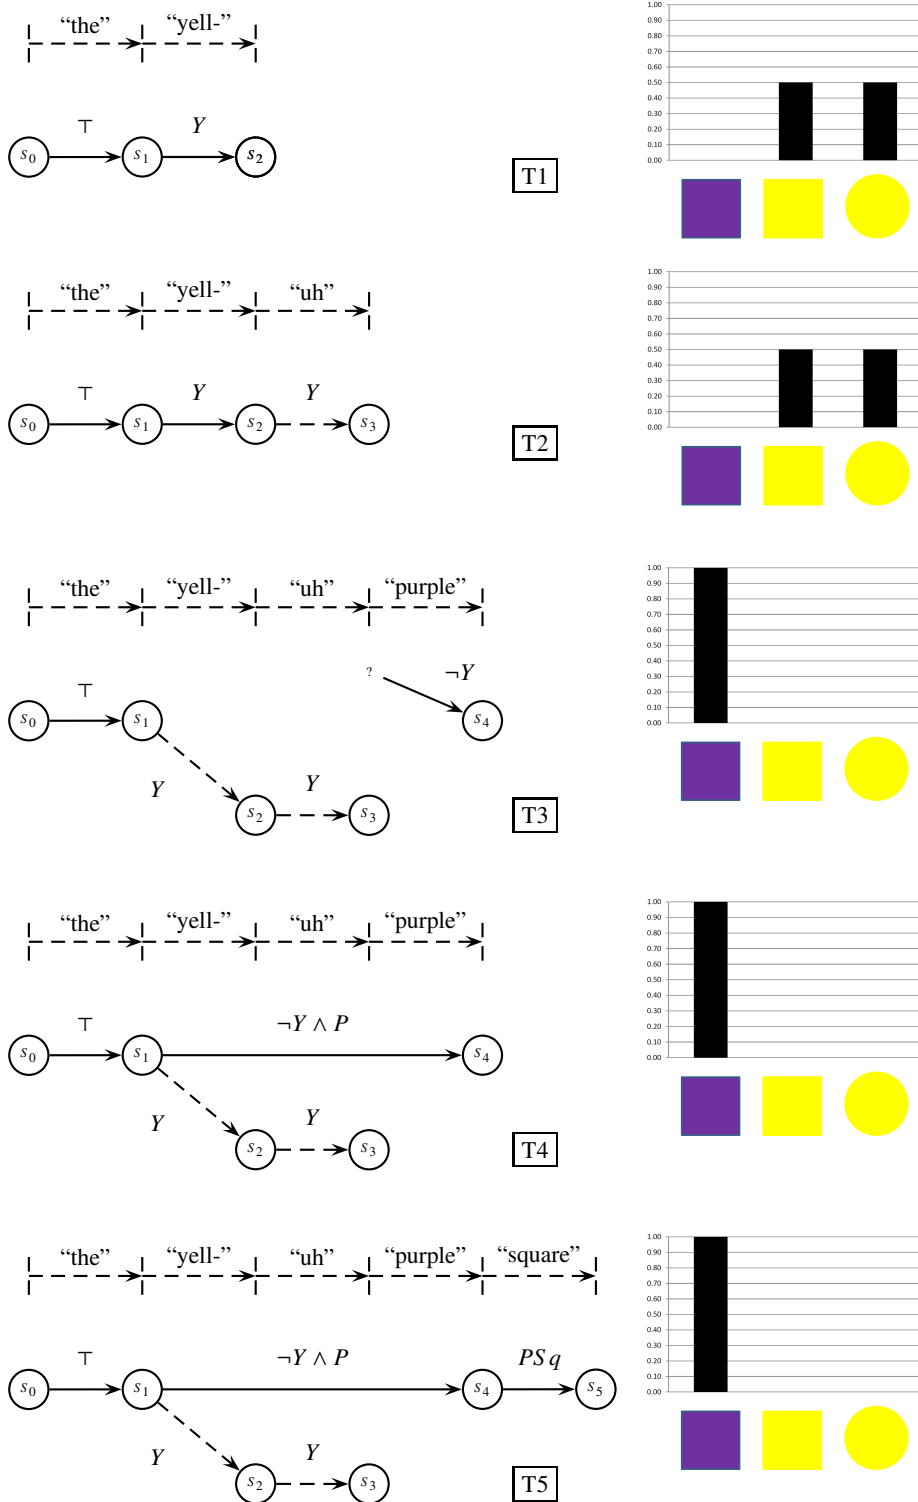 “the” “yell-”
⊤ Y
s0 s1 s2
T1
1.00
0.90
0.80
0.70
0.60
0.50
0.40
0.30
0.20
0.10
0.00
“the” “yell-” “uh”
⊤ Y Y
s0 s1 s2 s3
T2
1.00
0.90
0.80
0.70
0.60
0.50
0.40
0.30
0.20
0.10
0.00
“the” “yell-” “uh” “purple”
? ¬Y
⊤
s0 s1 s4
Y Y
s2 s3
T3
1.00
0.90
0.80
0.70
0.60
0.50
0.40
0.30
0.20
0.10
0.00
“the” “yell-” “uh” “purple”
⊤ ¬Y ∧ P
s0 s1 s4
Y Y
s2 s3
T4
1.00
0.90
0.80
0.70
0.60
0.50
0.40
0.30
0.20
0.10
0.00
“the” “yell-” “uh” “purple” “square”
⊤ ¬Y ∧ P PSq
s0 s1 s4 s5
Y Y
s2 s3
T5
1.00
0.90
0.80
0.70
0.60
0.50
0.40
0.30
0.20
0.10
0.00